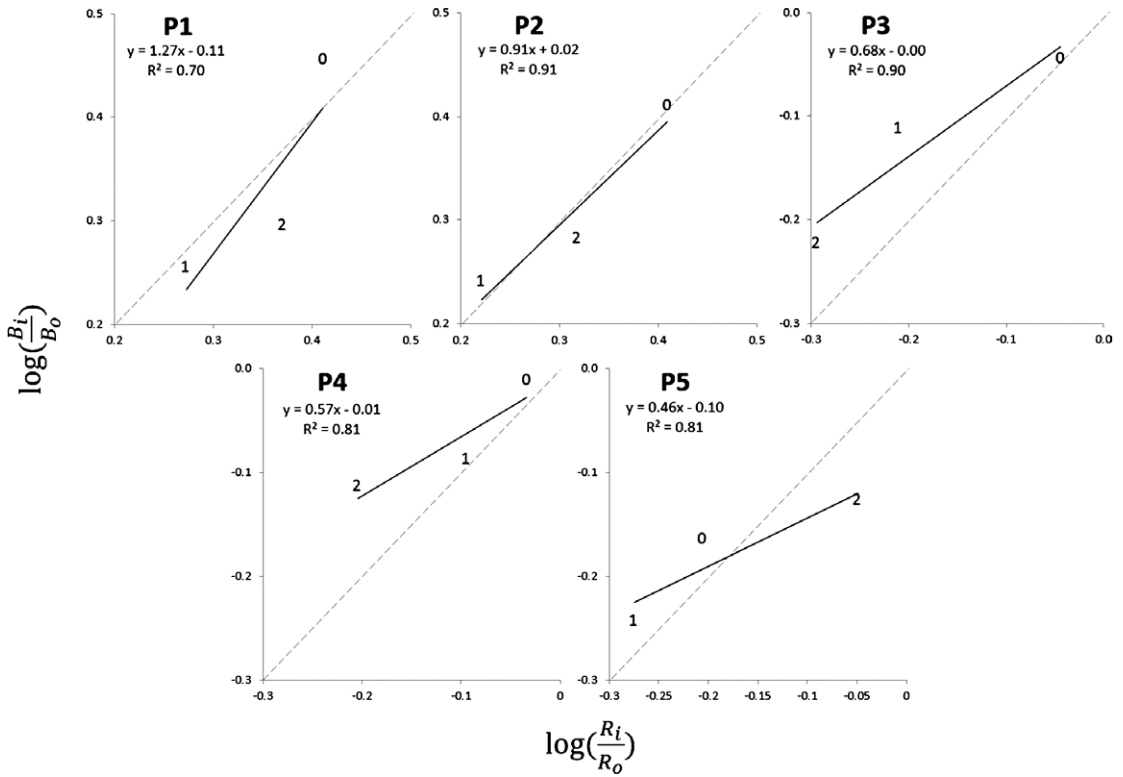 P1
y = 1.27x - 0.11
R² = 0.70
0.5
0.4
0.3
0.2
0.2 0.3 0.4 0.5
0
2
1
P2
y = 0.91x + 0.02
R² = 0.91
0.5
0.4
0.3
0.2
0.2 0.3 0.4 0.5
0
2
1
P3
y = 0.68x - 0.00
R² = 0.90
0.0
-0.1
-0.2
-0.3
-0.3 -0.2 -0.1 0.0
0
1
2
log(Bi/Bo)
P4
y = 0.57x - 0.01
R² = 0.81
0.0
-0.1
-0.2
-0.3
-0.3 -0.2 -0.1 0
0
1
2
P5
y = 0.46x - 0.10
R² = 0.81
0.0
-0.1
-0.2
-0.3
-0.3 -0.25 -0.2 -0.15 -0.1 -0.05 0
2
0
1
log(Ri/Ro)